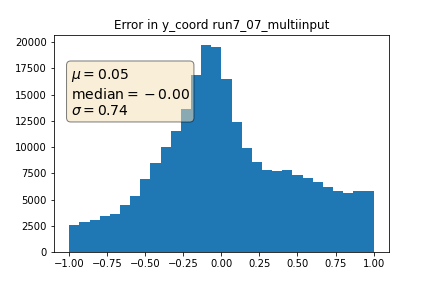 Error in y_coord run7_07_multiinput
20000
17500
15000
12500
10000
7500
5000
2500
0
μ = 0.05
median = −0.00
σ = 0.74
−1.00 −0.75 −0.50 −0.25 0.00 0.25 0.50 0.75 1.00